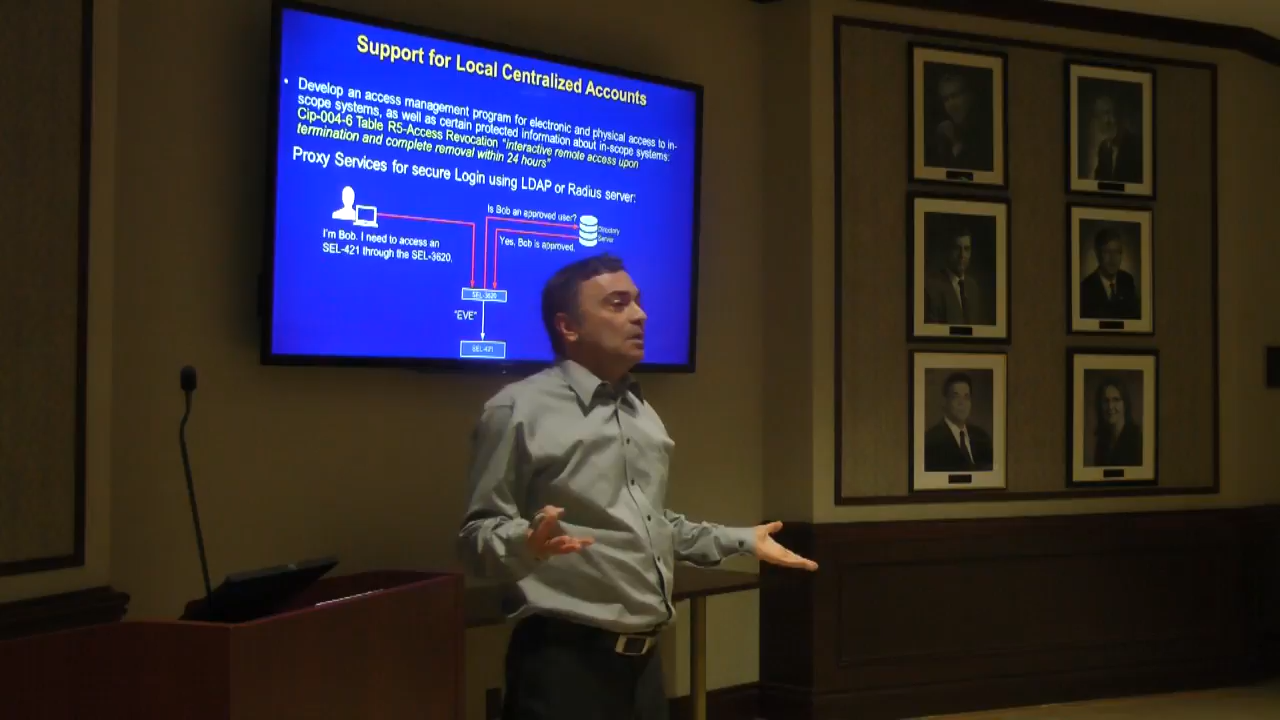 Support for Local Centralized Accounts
• Develop an access management program for electronic and physical access to in-
scope systems, as well as certain protected information about in-scope systems:
Cip-004-6 Table R5-Access Revocation "interactive remote access upon
termination and complete removal within 24 hours"
Proxy Services for secure Login using LDAP or Radius server:
Is Bob an approved user?
Directory
Server
Yes, Bob is approved.
I'm Bob. I need to access an
SEL-421 through the SEL-3620.
SEL-3620
"EVE"
SEL-421